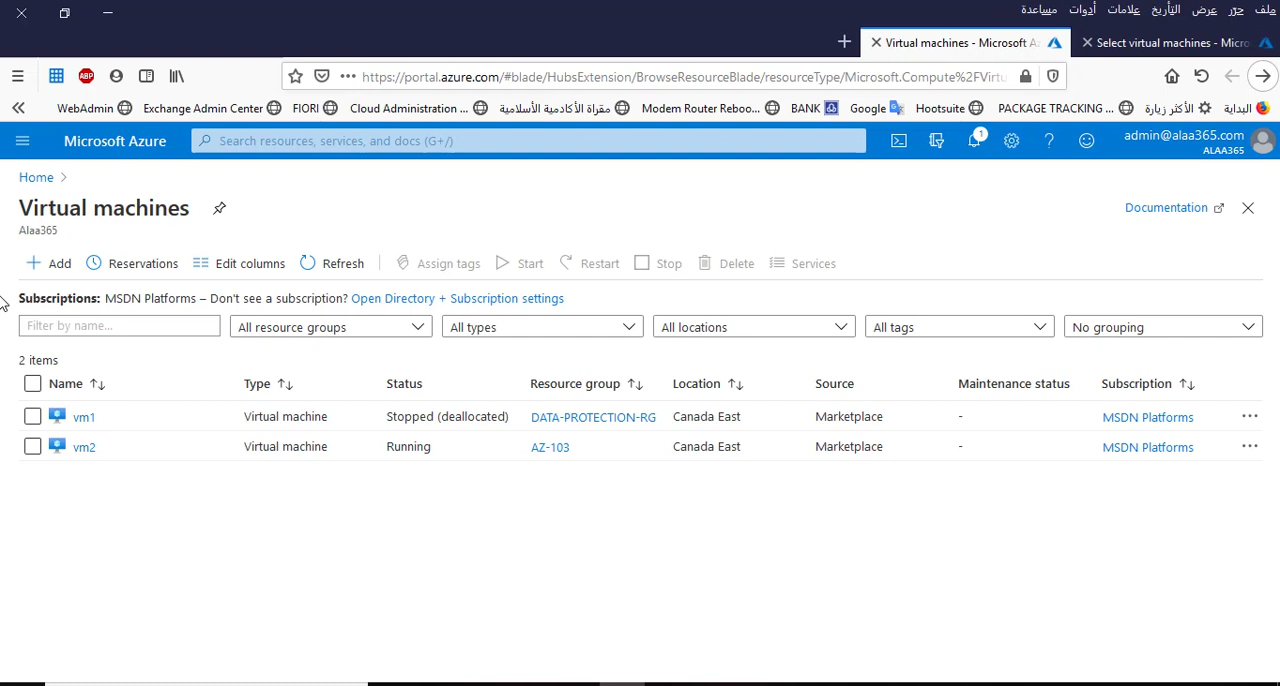 ملف حرّر عرض التأريخ علامات أدوات مساعدة
Virtual machines - Microsoft A
Select virtual machines - Micro
https://portal.azure.com/#blade/HubsExtension/BrowseResourceBlade/resourceType/Microsoft.Compute%2FVirtu
WebAdmin Exchange Admin Center FIORI Cloud Administration ... مقرأة الأكاديمية الأسلامية Modem Router Reboo... BANK Google Hootsuite PACKAGE TRACKING ... الأكثر زيارة البداية
ABP
Microsoft Azure Search resources, services, and docs (G+/) 1 admin@alaa365.com
ALAA365
Home
Virtual machines Documentation
Alaa365
Add Reservations Edit columns Refresh Assign tags Start Restart Stop Delete Services
Subscriptions: MSDN Platforms – Don't see a subscription? Open Directory + Subscription settings
Filter by name... All resource groups All types All locations All tags No grouping
2 items
Name Type Status Resource group Location Source Maintenance status Subscription
vm1 Virtual machine Stopped (deallocated) DATA-PROTECTION-RG Canada East Marketplace - MSDN Platforms ...
vm2 Virtual machine Running AZ-103 Canada East Marketplace - MSDN Platforms ...